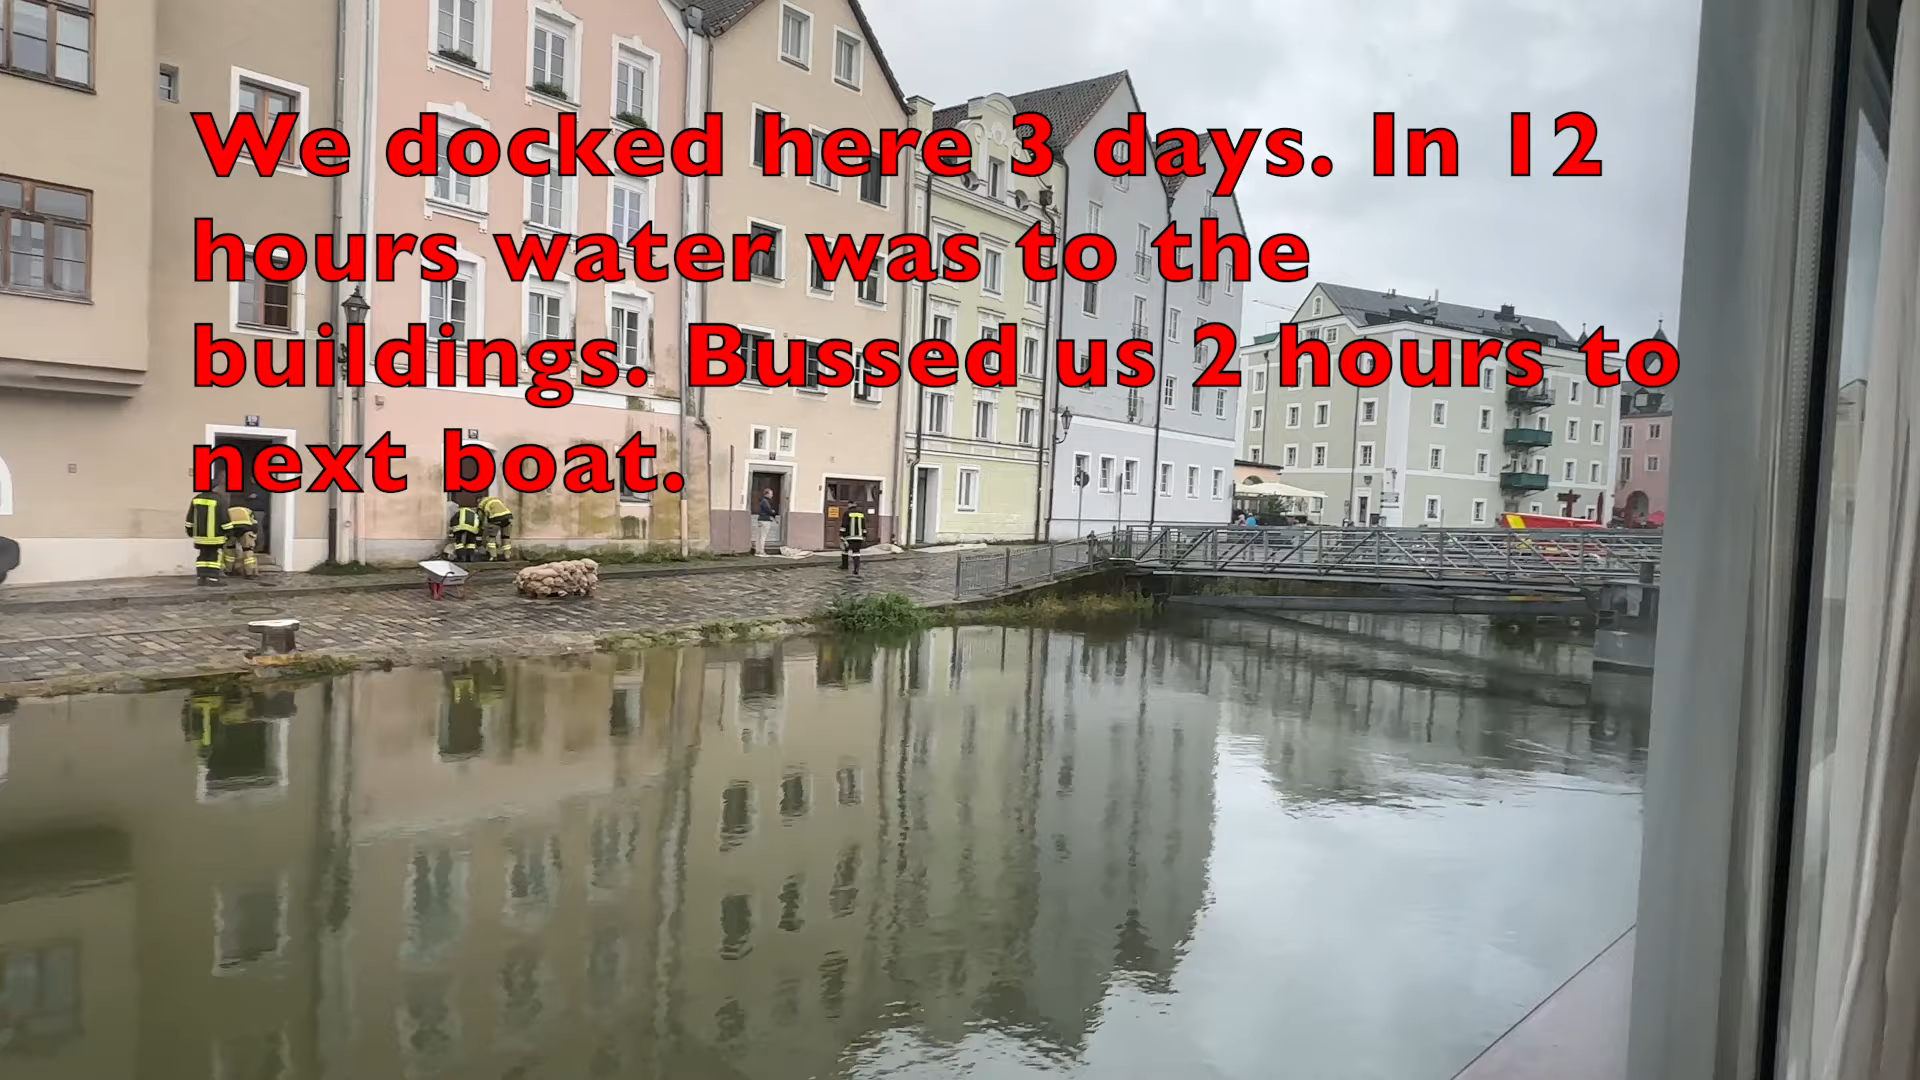 We docked here 3 days. In 12
hours water was to the
buildings. Bussed us 2 hours to
next boat.